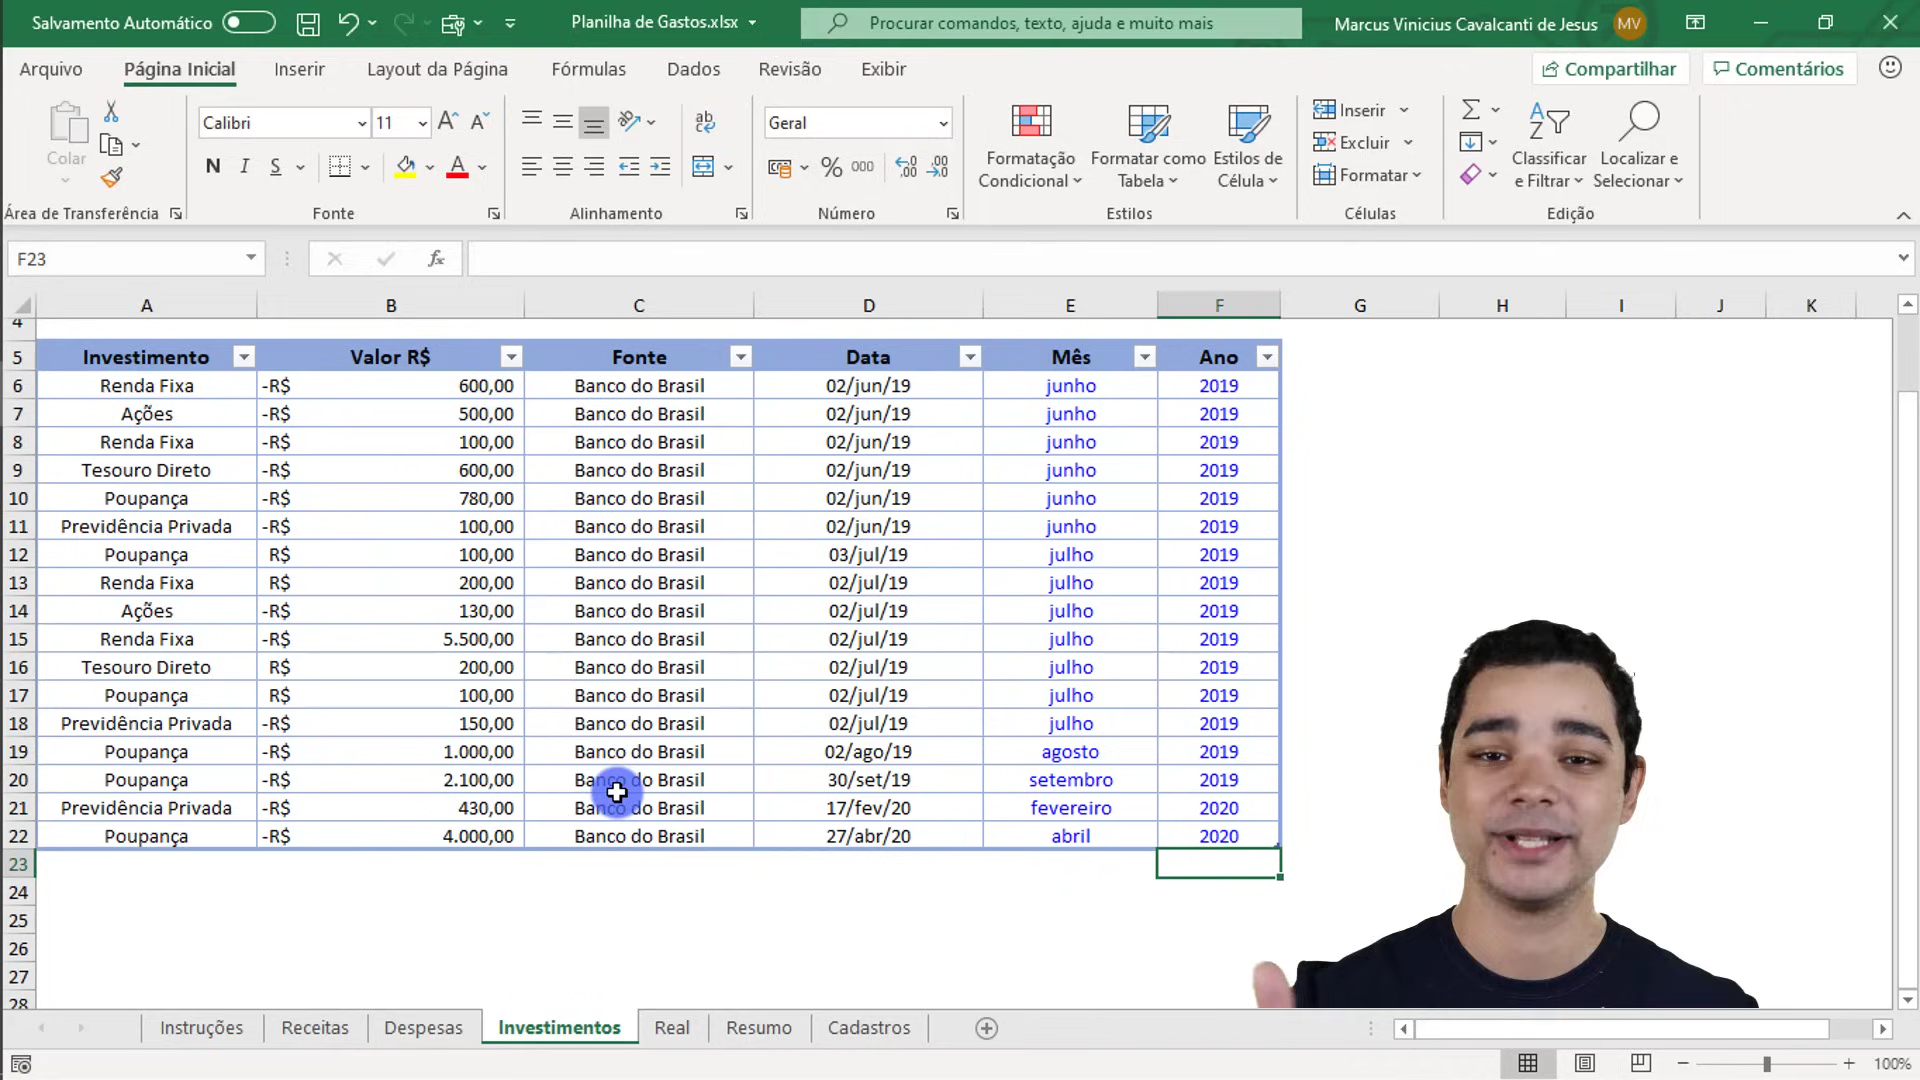 Salvamento Automático
Planilha de Gastos.xlsx
Procurar comandos, texto, ajuda e muito mais
Marcus Vinicius Cavalcanti de Jesus MV
Arquivo Página Inicial Inserir Layout da Página Fórmulas Dados Revisão Exibir Compartilhar Comentários
Colar
Área de Transferência
Calibri 11
N I S A
Fonte
ab
Alinhamento
Geral
% 000
Número
Formatação Condicional
Formatar como Tabela
Estilos de Célula
Estilos
Inserir
Excluir
Formatar
Células
Classificar e Filtrar
Localizar e Selecionar
Edição
F23 fx
A B C D E F G H I J K
4
5 Investimento Valor R$ Fonte Data Mês Ano
6 Renda Fixa -R$ 600,00 Banco do Brasil 02/jun/19 junho 2019
7 Ações -R$ 500,00 Banco do Brasil 02/jun/19 junho 2019
8 Renda Fixa -R$ 100,00 Banco do Brasil 02/jun/19 junho 2019
9 Tesouro Direto -R$ 600,00 Banco do Brasil 02/jun/19 junho 2019
10 Poupança -R$ 780,00 Banco do Brasil 02/jun/19 junho 2019
11 Previdência Privada -R$ 100,00 Banco do Brasil 02/jun/19 junho 2019
12 Poupança R$ 100,00 Banco do Brasil 03/jul/19 julho 2019
13 Renda Fixa R$ 200,00 Banco do Brasil 02/jul/19 julho 2019
14 Ações -R$ 130,00 Banco do Brasil 02/jul/19 julho 2019
15 Renda Fixa -R$ 5.500,00 Banco do Brasil 02/jul/19 julho 2019
16 Tesouro Direto R$ 200,00 Banco do Brasil 02/jul/19 julho 2019
17 Poupança R$ 100,00 Banco do Brasil 02/jul/19 julho 2019
18 Previdência Privada -R$ 150,00 Banco do Brasil 02/jul/19 julho 2019
19 Poupança -R$ 1.000,00 Banco do Brasil 02/ago/19 agosto 2019
20 Poupança -R$ 2.100,00 Banco do Brasil 30/set/19 setembro 2019
21 Previdência Privada -R$ 430,00 Banco do Brasil 17/fev/20 fevereiro 2020
22 Poupança -R$ 4.000,00 Banco do Brasil 27/abr/20 abril 2020
23
24
25
26
27
28
Instruções Receitas Despesas Investimentos Real Resumo Cadastros
100%